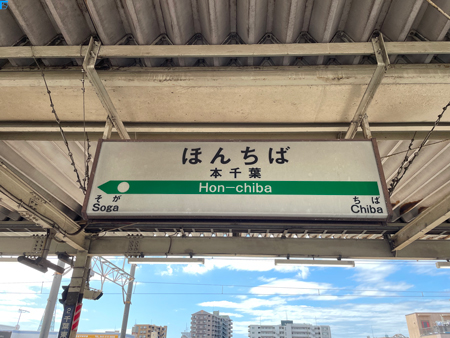 ほんちば
本千葉
Hon-chiba
そが
Soga
ちば
Chiba